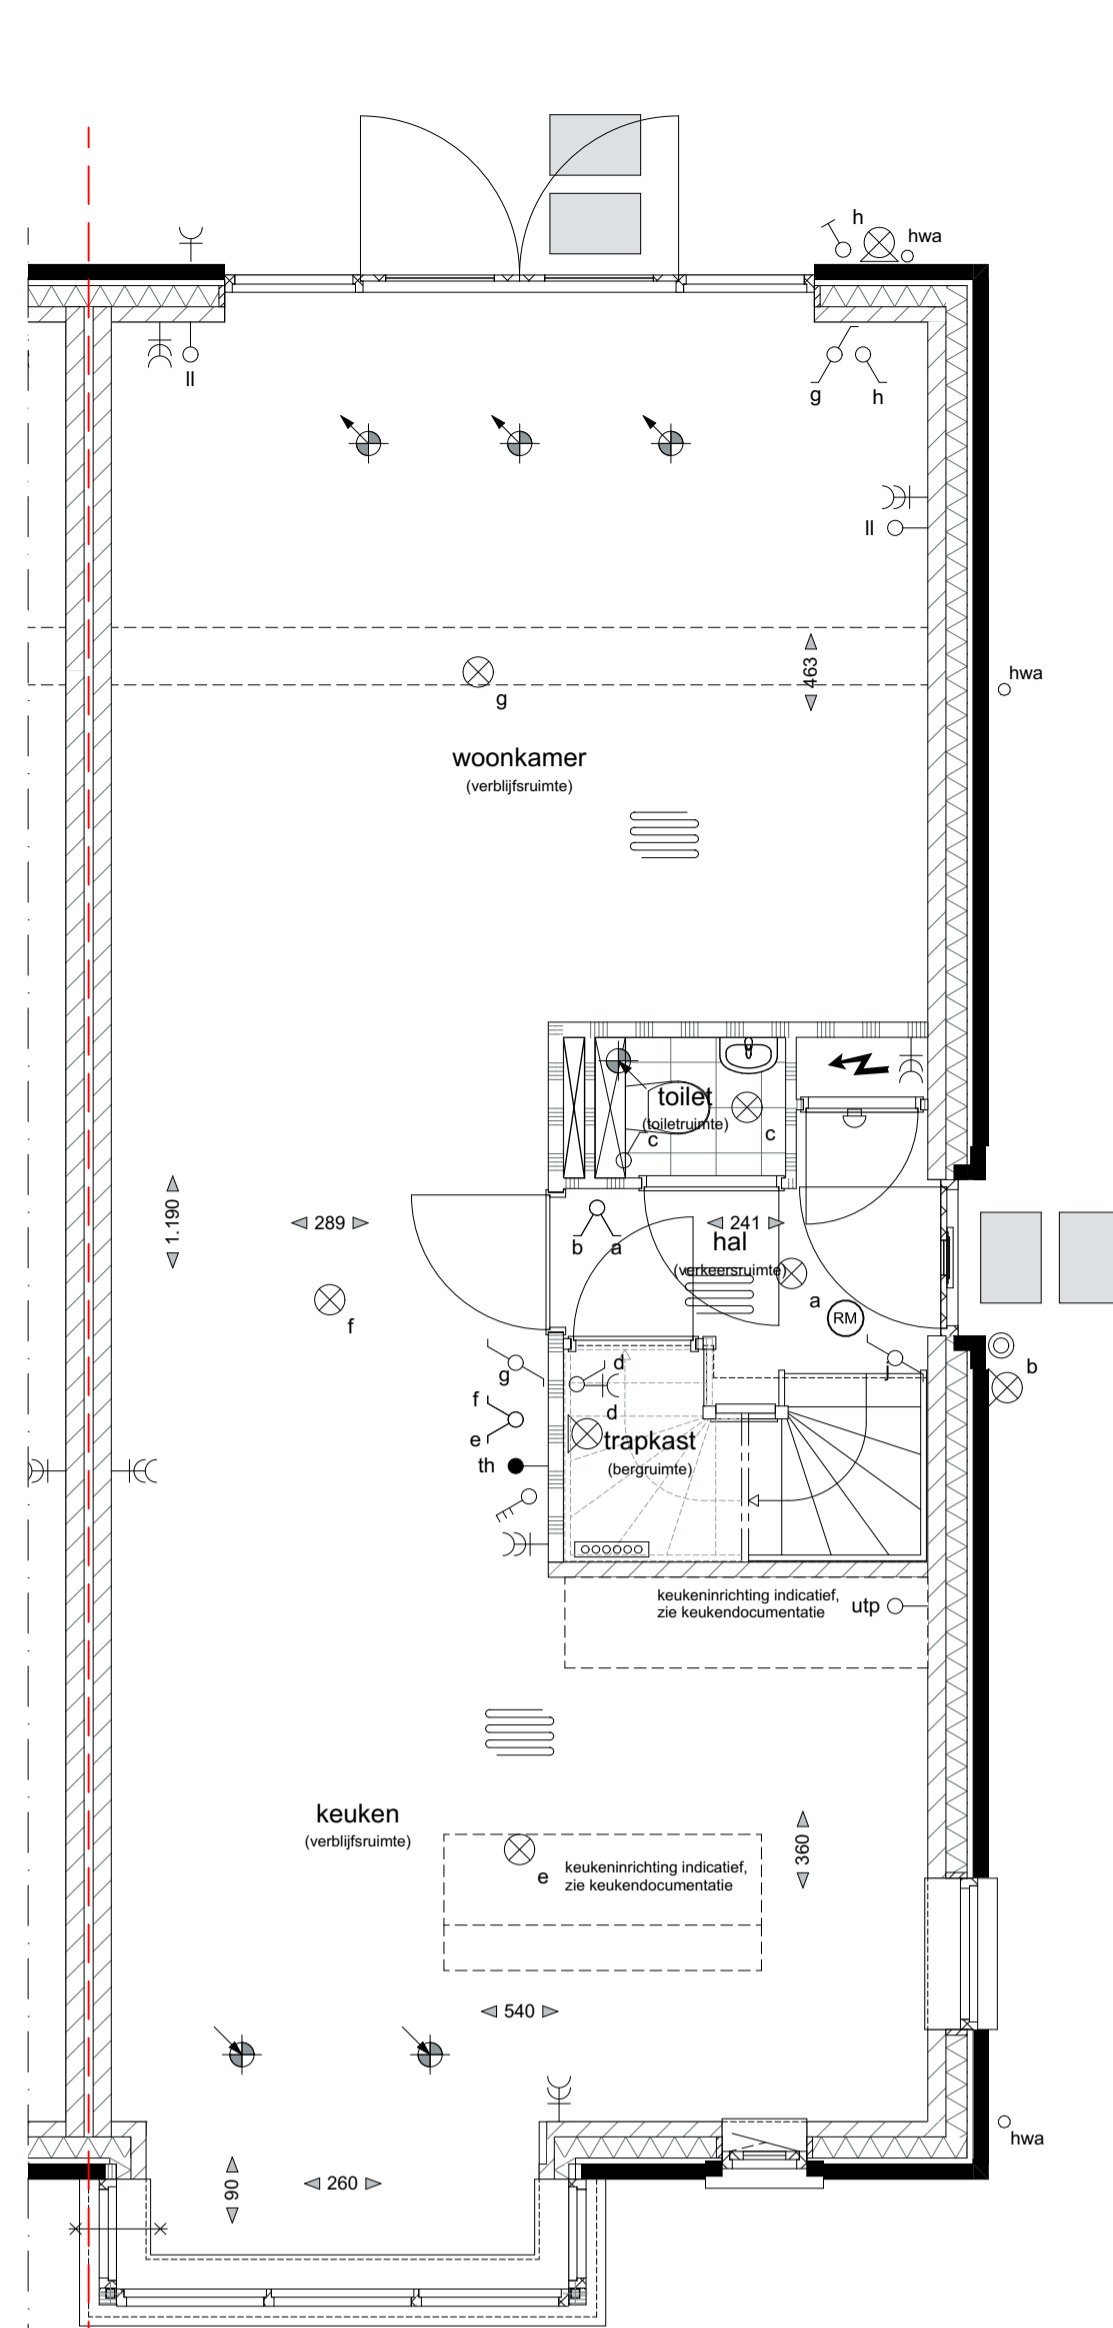 h
hwa
ll
g
h
ll
463
hwa
g
woonkamer
(verblijfsruimte)
toilet
(toiletruimte)
c
c
1.190
289
241
b
a
hal
(verkeersruimte)
a
RM
f
g
d
j
b
f
d
e
trapkast
th
(bergruimte)
keukeninrichting indicatief,
zie keukendocumentatie
utp
keuken
(verblijfsruimte)
360
e
keukeninrichting indicatief,
zie keukendocumentatie
540
hwa
90
260